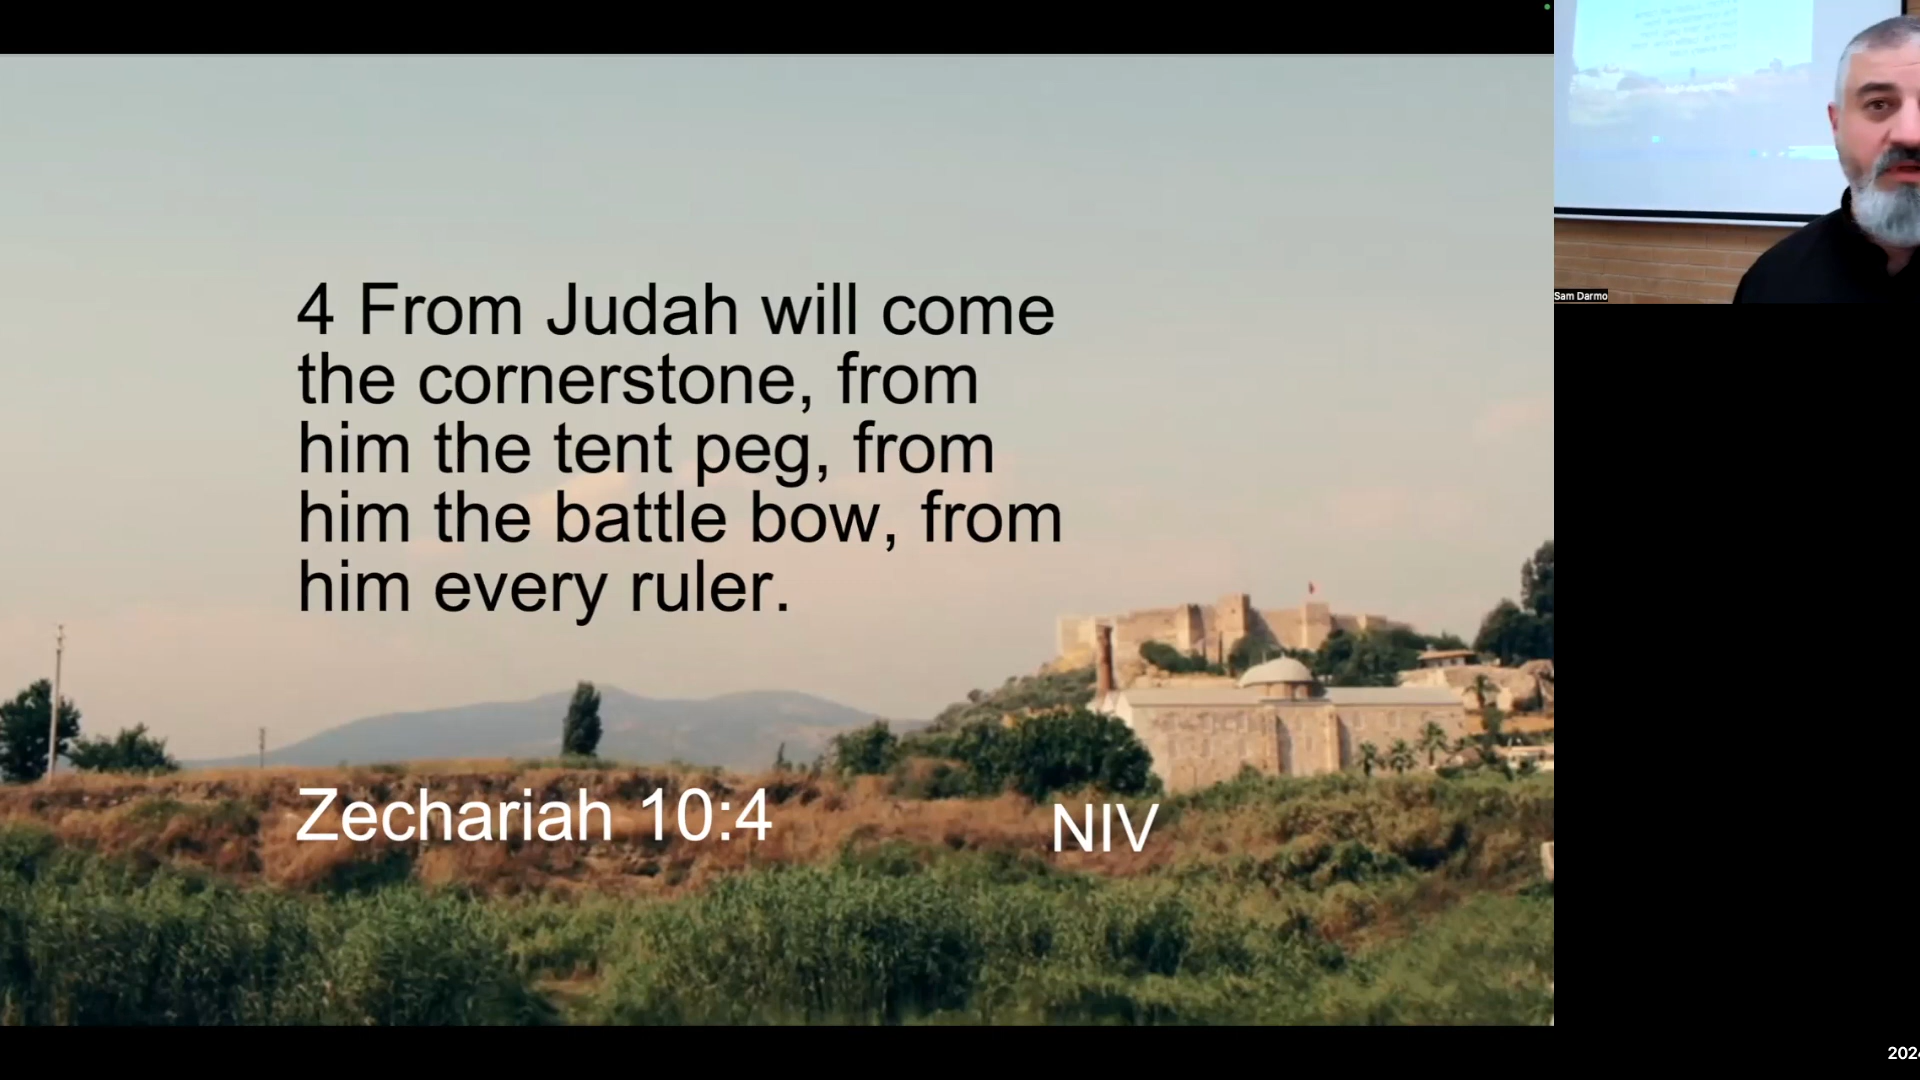 4 From Judah will come
the cornerstone, from
him the tent peg, from
him the battle bow, from
him every ruler.
Zechariah 10:4
NIV
Sam Darmo